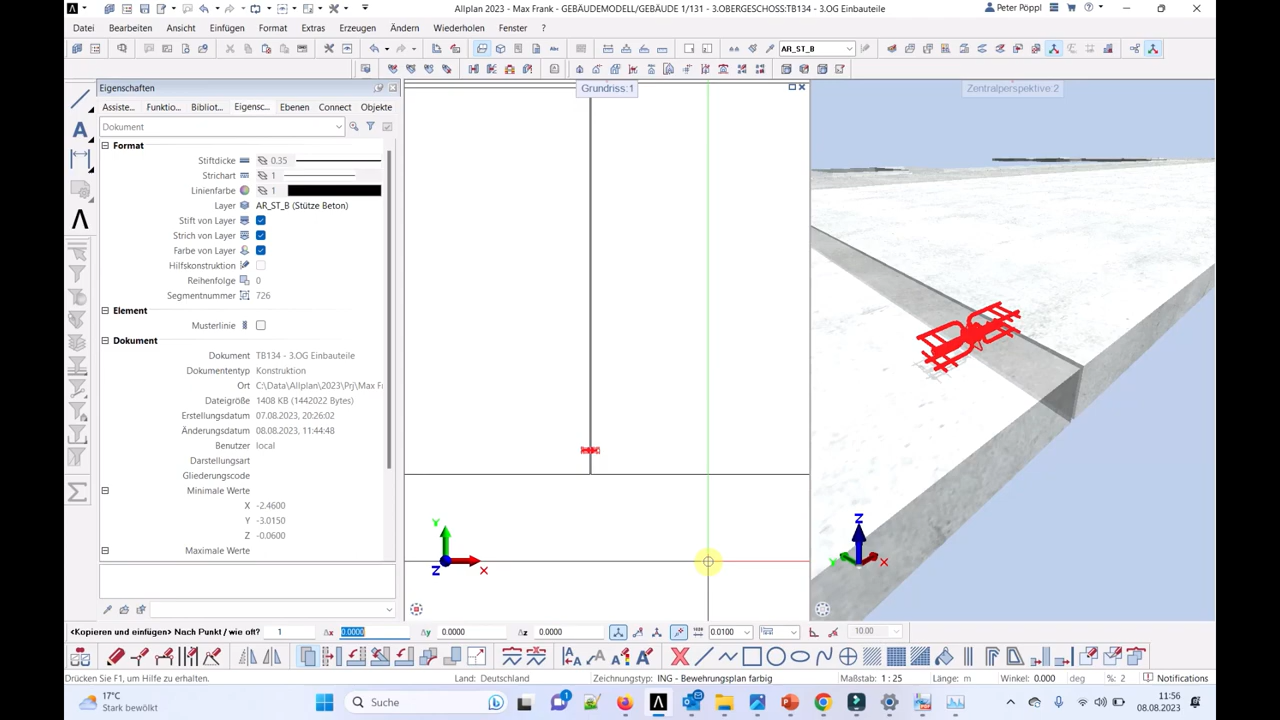 Allplan 2023 - Max Frank - GEBÄUDEMODELL/GEBÄUDE 1/131 - 3.OBERGESCHOSS:TB134 - 3.OG Einbauteile
Peter Pöppl
Datei Bearbeiten Ansicht Einfügen Format Extras Erzeugen Ändern Wiederholen Fenster ?
AR_ST_B
Eigenschaften
Grundriss:1
Zentralperspektive:2
Assiste... Funktio... Bibliot... Eigensc... Ebenen Connect Objekte
Dokument
Format
Stiftdicke 0.35
Strichart 1
Linienfarbe 1
Layer AR_ST_B (Stütze Beton)
Stift von Layer
Strich von Layer
Farbe von Layer
Hilfskonstruktion
Reihenfolge 0
Segmentnummer 726
Element
Musterlinie
Dokument
Dokument TB134 - 3.OG Einbauteile
Dokumententyp Konstruktion
Ort C:\Data\Allplan\2023\Prj\Max Fr
Dateigröße 1408 KB (1442022 Bytes)
Erstellungsdatum 07.08.2023, 20:26:02
Änderungsdatum 08.08.2023, 11:44:48
Benutzer local
Darstellungsart
Gliederungscode
Minimale Werte
X -2.4600
Y -3.0150
Z -0.0600
Maximale Werte
Y
Z X
Z
Y X
<Kopieren und einfügen> Nach Punkt / wie oft? 1 Δx 0.0000 Δy 0.0000 Δz 0.0000 0.0100 10.00
Drücken Sie F1, um Hilfe zu erhalten. Land: Deutschland Zeichnungstyp: ING - Bewehrungsplan farbig Maßstab: 1 : 25 Länge: m Winkel: 0.000 deg %: 2 Notifications
17°C
Stark bewölkt
Suche
11:56
08.08.2023